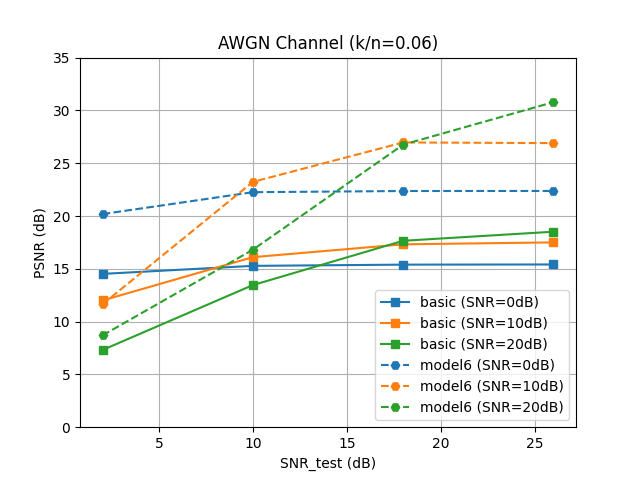 AWGN Channel (k/n=0.06)
PSNR (dB)
35
30
25
20
15
10
5
0
basic (SNR=0dB)
basic (SNR=10dB)
basic (SNR=20dB)
model6 (SNR=0dB)
model6 (SNR=10dB)
model6 (SNR=20dB)
5 10 15 20 25
SNR_test (dB)